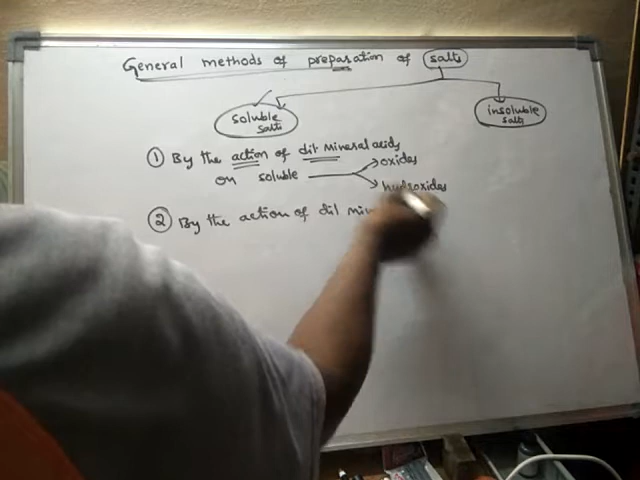 General methods of preparation of salts
soluble salts
insoluble salts
① By the action of dil mineral acids
on soluble oxides
hydroxides
② By the action of dil min